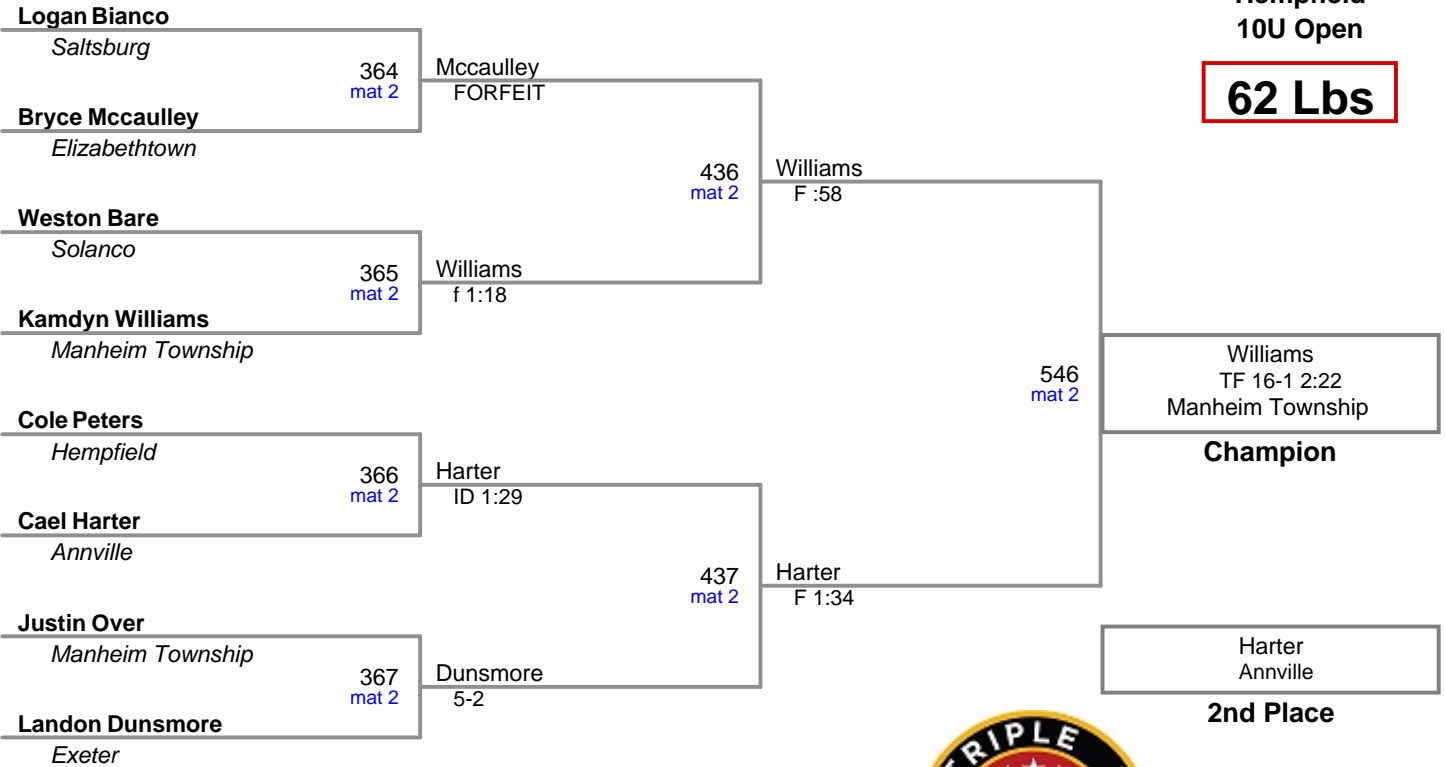 10U Open
62 Lbs
Logan Bianco
Saltsburg
364
mat 2
Mccaulley
FORFEIT
Bryce Mccaulley
Elizabethtown
436
mat 2
Williams
F :58
Weston Bare
Solanco
365
mat 2
Williams
f 1:18
Kamdyn Williams
Manheim Township
546
mat 2
Williams
TF 16-1 2:22
Manheim Township
Champion
Cole Peters
Hempfield
366
mat 2
Harter
ID 1:29
Cael Harter
Annville
437
mat 2
Harter
F 1:34
Justin Over
Manheim Township
367
mat 2
Dunsmore
5-2
Landon Dunsmore
Exeter
Harter
Annville
2nd Place
TRIPLE